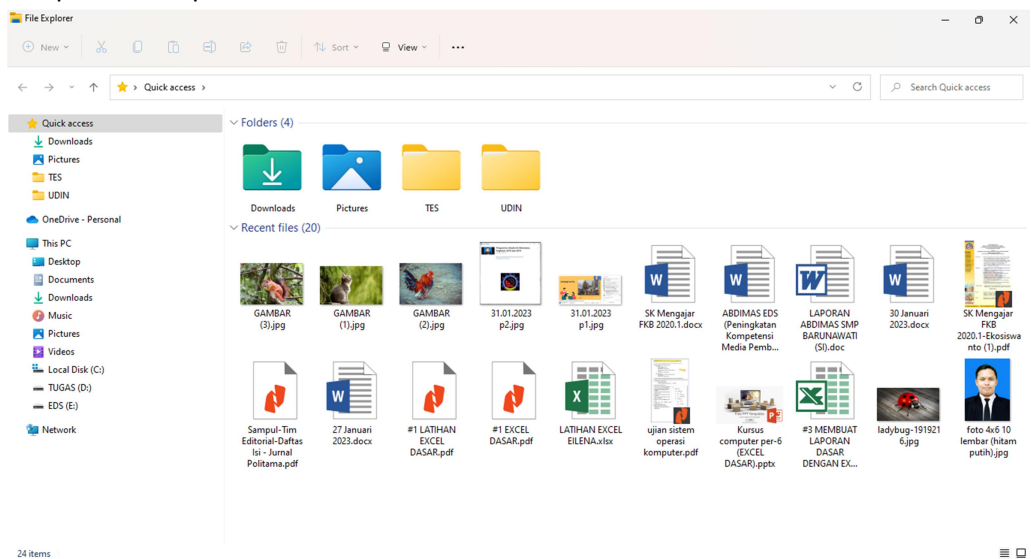 File Explorer
New
Sort
View
Quick access
Search Quick access
Quick access
Downloads
Pictures
TES
UDIN
OneDrive - Personal
This PC
Desktop
Documents
Downloads
Music
Pictures
Videos
Local Disk (C:)
TUGAS (D:)
EDS (E:)
Network
Folders (4)
Downloads
Pictures
TES
UDIN
Recent files (20)
GAMBAR
(3).jpg
GAMBAR
(1).jpg
GAMBAR
(2).jpg
31.01.2023
p2.jpg
31.01.2023
p1.jpg
SK Mengajar
FKB 2020.1.docx
ABDIMAS EDS
(Peningkatan
Kompetensi
Media Pemb...
LAPORAN
ABDIMAS SMP
BARUNAWATI
(SI).doc
30 Januari
2023.docx
SK Mengajar
FKB
2020.1-Ekosiswa
nto (1).pdf
Sampul-Tim
Editorial-Daftas
Isi - Jurnal
Politama.pdf
27 Januari
2023.docx
#1 LATIHAN
EXCEL
DASAR.pdf
#1 EXCEL
DASAR.pdf
LATIHAN EXCEL
EILENA.xlsx
ujian sistem
operasi
komputer.pdf
Kursus
computer per-6
(EXCEL
DASAR).pptx
#3 MEMBUAT
LAPORAN
DASAR
DENGAN EX...
ladybug-191921
6.jpg
foto 4x6 10
lembar (hitam
putih).jpg
24 items